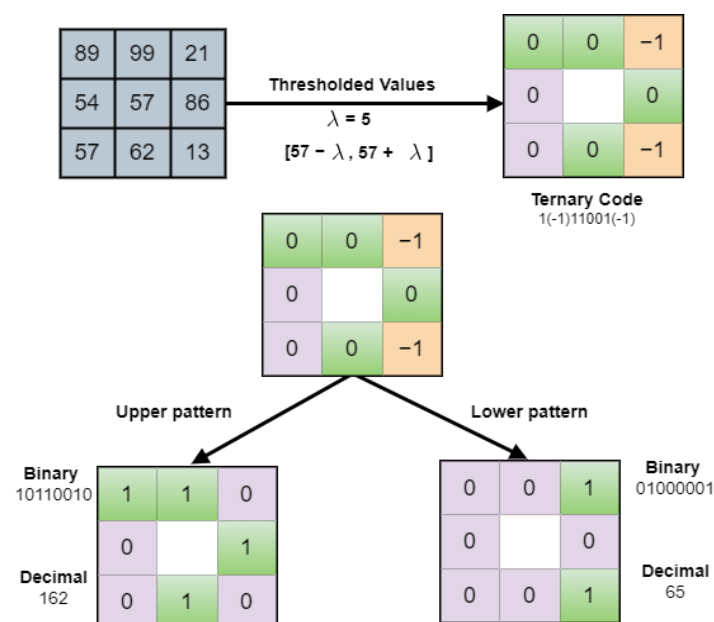 89 99 21
54 57 86
57 62 13
Thresholded Values
λ = 5
[57 − λ , 57 + λ ]
0 0 −1
0 0
0 0 −1
Ternary Code
1(-1)11001(-1)
0 0 −1
0 0
0 0 −1
Upper pattern
Lower pattern
Binary
10110010
1 1 0
0 1
0 1 0
Decimal
162
0 0 1
0 0
0 0 1
Binary
01000001
Decimal
65